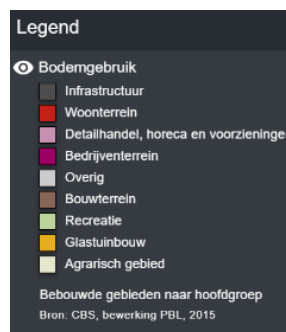 Legend
Bodemgebruik
Infrastructuur
Woonterrein
Detailhandel, horeca en voorzieninge
Bedrijventerrein
Overig
Bouwterrein
Recreatie
Glastuinbouw
Agrarisch gebied
Bebouwde gebieden naar hoofdgroep
Bron: CBS, bewerking PBL, 2015